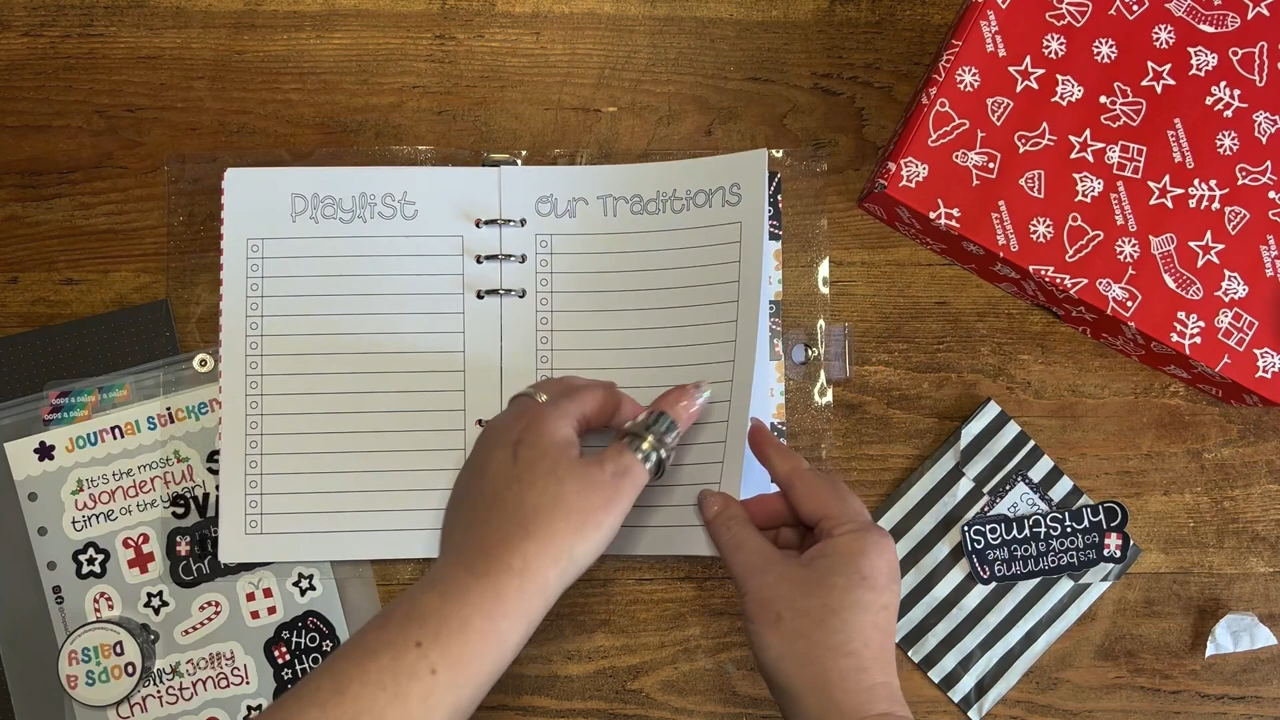 Playlist
Our Traditions
OOPS A DAISY
OOPS A DAISY
Journal Sticker
It's the most
wonderful
time of the year!
HO
HO
Jolly
Christmas!
OOPS A
DAISY
It's beginning
to look a lot like
Christmas!
Happy
New Year
Merry
Christmas
Merry
Christmas
Merry
Christmas
Happy
New Year